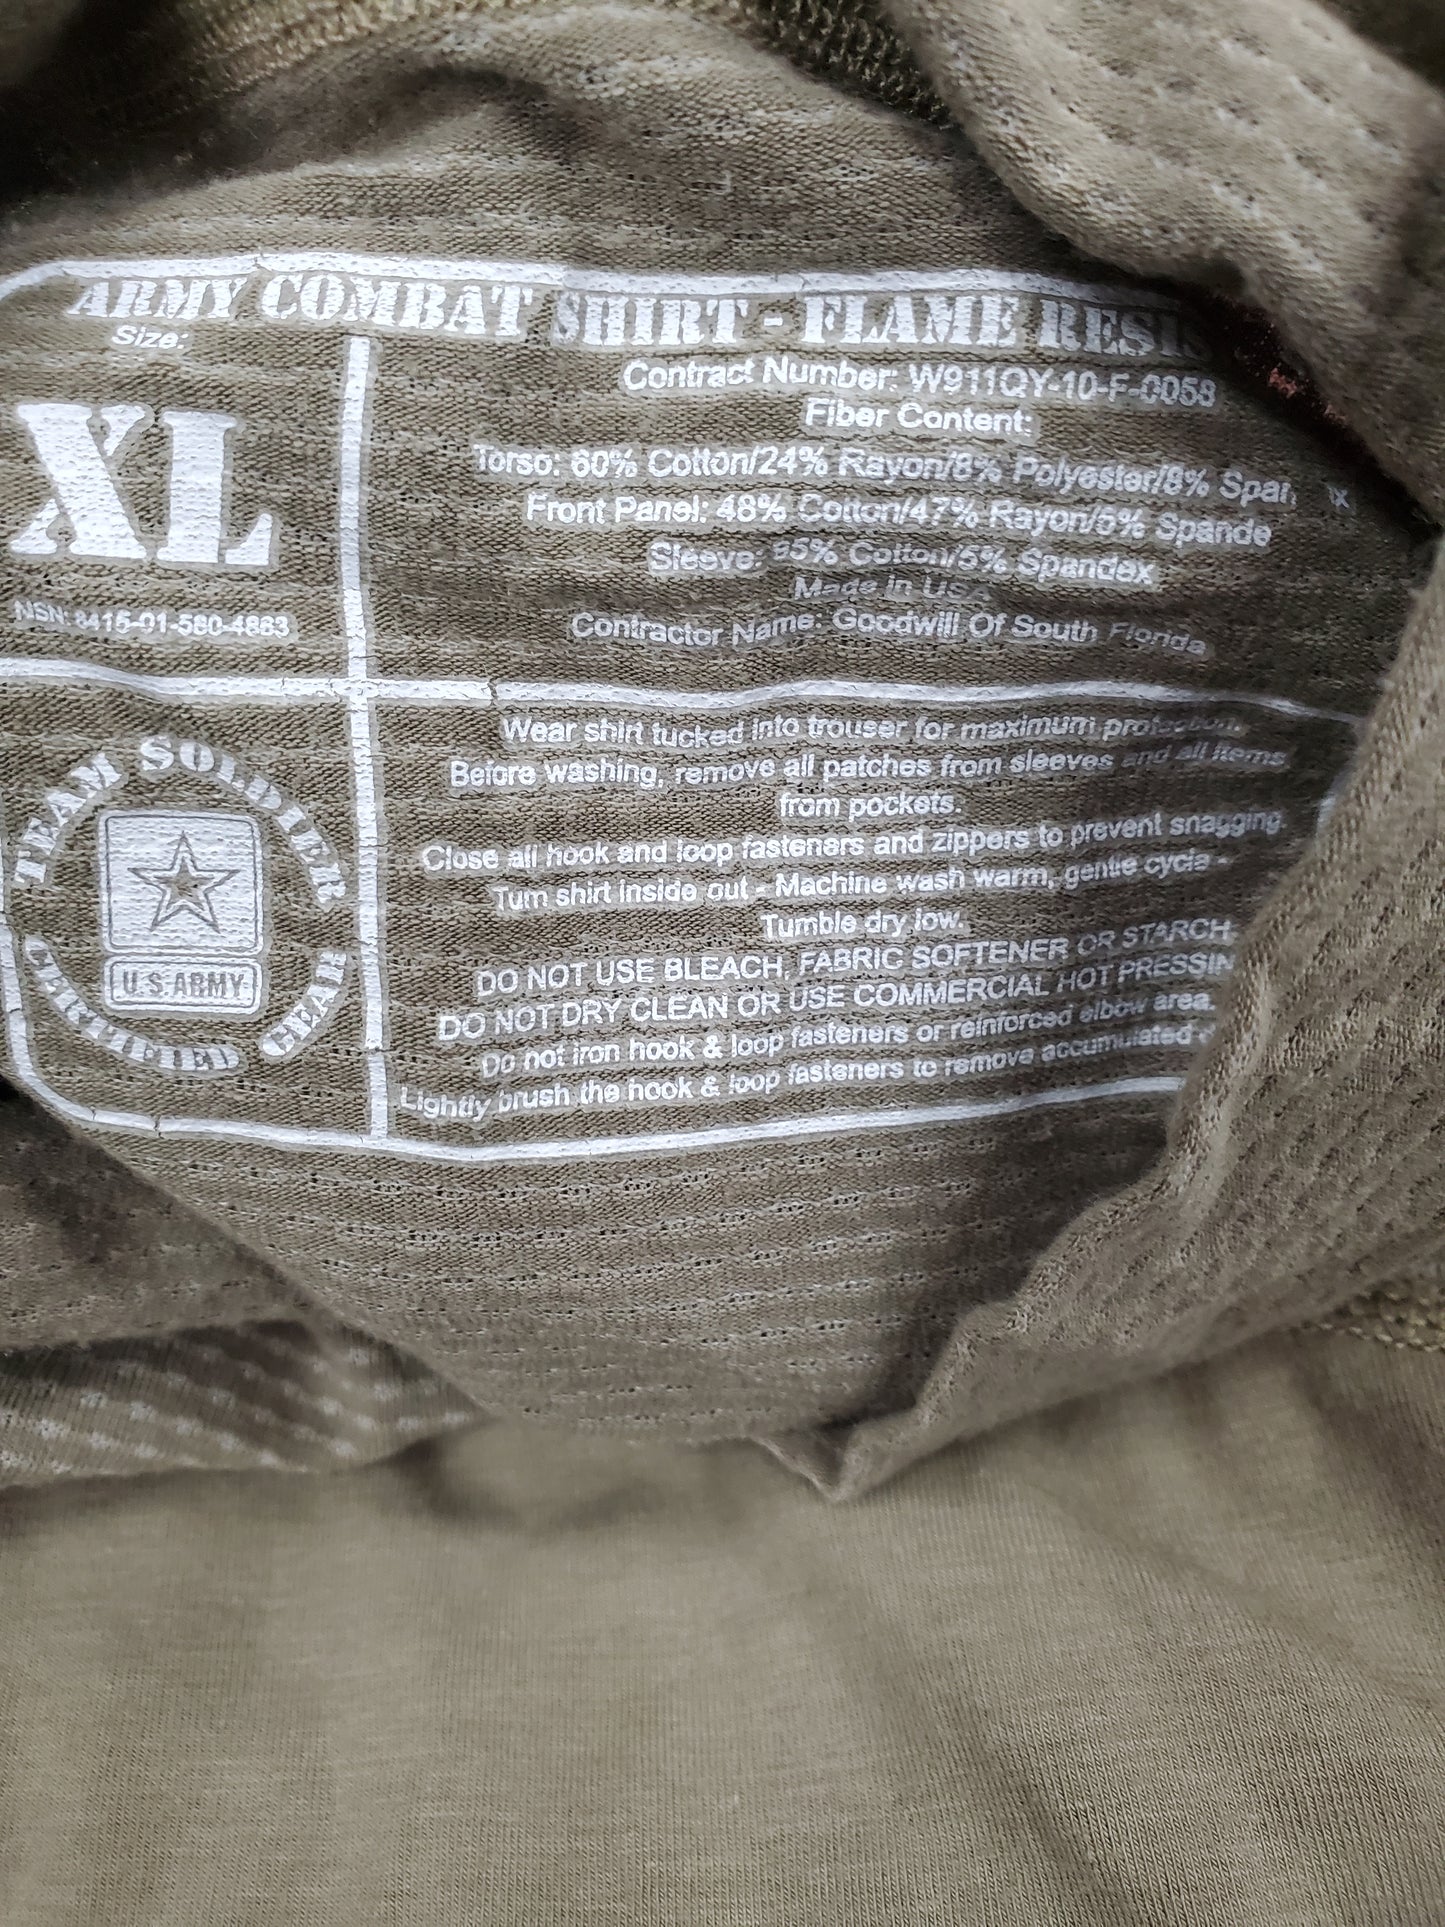 ARMY COMBAT SHIRT - FLAME RESIS
Size:
XL
NSN: 8415-01-580-4663
Contract Number: W911QY-10-F-0058
Fiber Content:
Torso: 60% Cotton/24% Rayon/8% Polyester/8% Span x
Front Panel: 48% Cotton/47% Rayon/5% Spande
Sleeve: 95% Cotton/5% Spandex
Made in USA
Contractor Name: Goodwill Of South Florida
TEAM SOLDIER
CERTIFIED GEAR
U.S.ARMY
Wear shirt tucked into trouser for maximum protection.
Before washing, remove all patches from sleeves and all items
from pockets.
Close all hook and loop fasteners and zippers to prevent snagging.
Turn shirt inside out - Machine wash warm, gentle cycle -
Tumble dry low.
DO NOT USE BLEACH, FABRIC SOFTENER OR STARCH
DO NOT DRY CLEAN OR USE COMMERCIAL HOT PRESSIN
Do not iron hook & loop fasteners or reinforced elbow area.
Lightly brush the hook & loop fasteners to remove accumulated